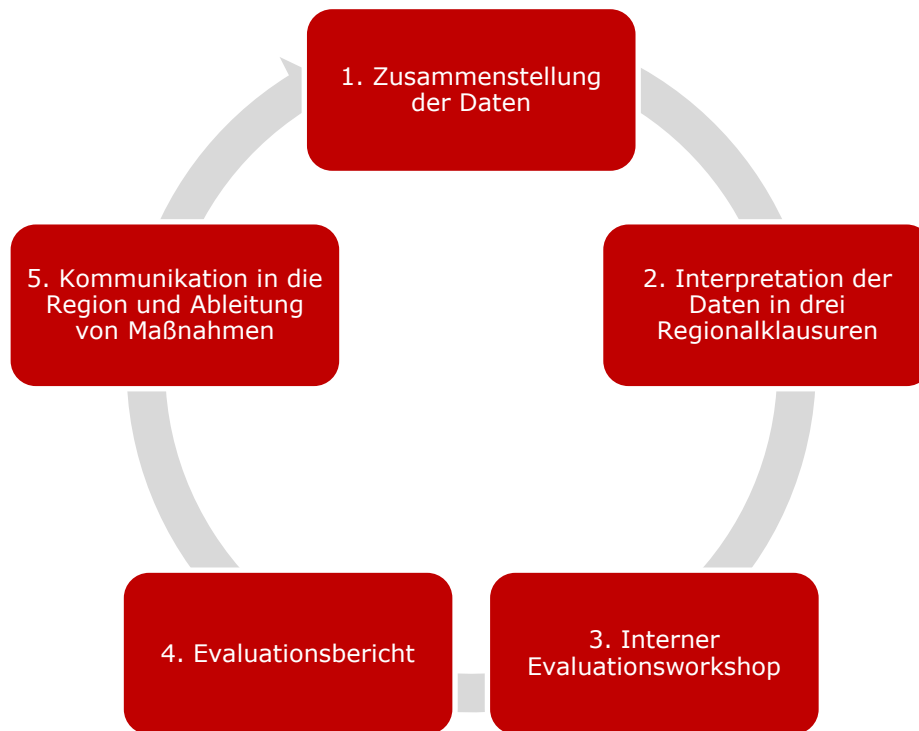 1. Zusammenstellung
der Daten
2. Interpretation der
Daten in drei
Regionalklausuren
3. Interner
Evaluationsworkshop
4. Evaluationsbericht
5. Kommunikation in die
Region und Ableitung
von Maßnahmen